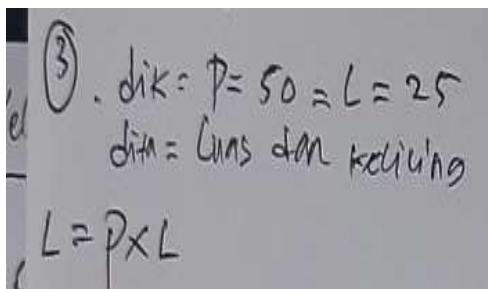 ③. dik = P = 50 = L = 25
dit = Luas dan keliling
L = P x L